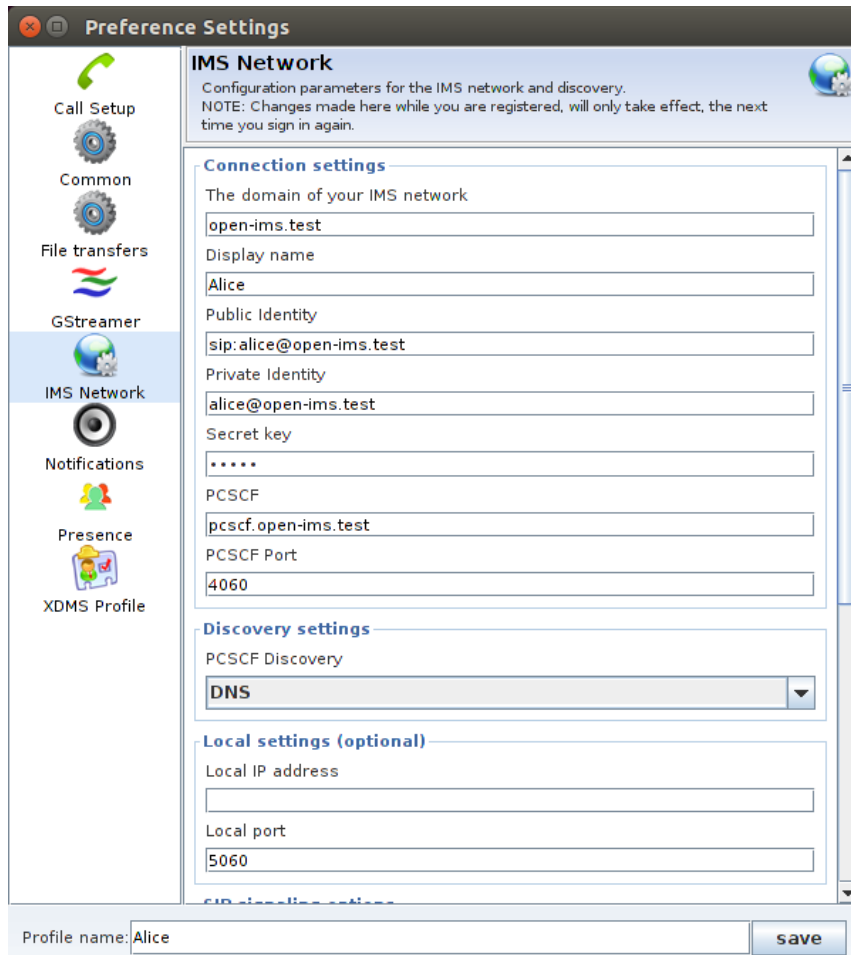 Preference Settings
Call Setup
Common
File transfers
GStreamer
IMS Network
Notifications
Presence
XDMS Profile
IMS Network
Configuration parameters for the IMS network and discovery.
NOTE: Changes made here while you are registered, will only take effect, the next
time you sign in again.
Connection settings
The domain of your IMS network
open-ims.test
Display name
Alice
Public Identity
sip:alice@open-ims.test
Private Identity
alice@open-ims.test
Secret key
•••••
PCSCF
pcscf.open-ims.test
PCSCF Port
4060
Discovery settings
PCSCF Discovery
DNS
Local settings (optional)
Local IP address
Local port
5060
SIP signaling options
Profile name: Alice
save